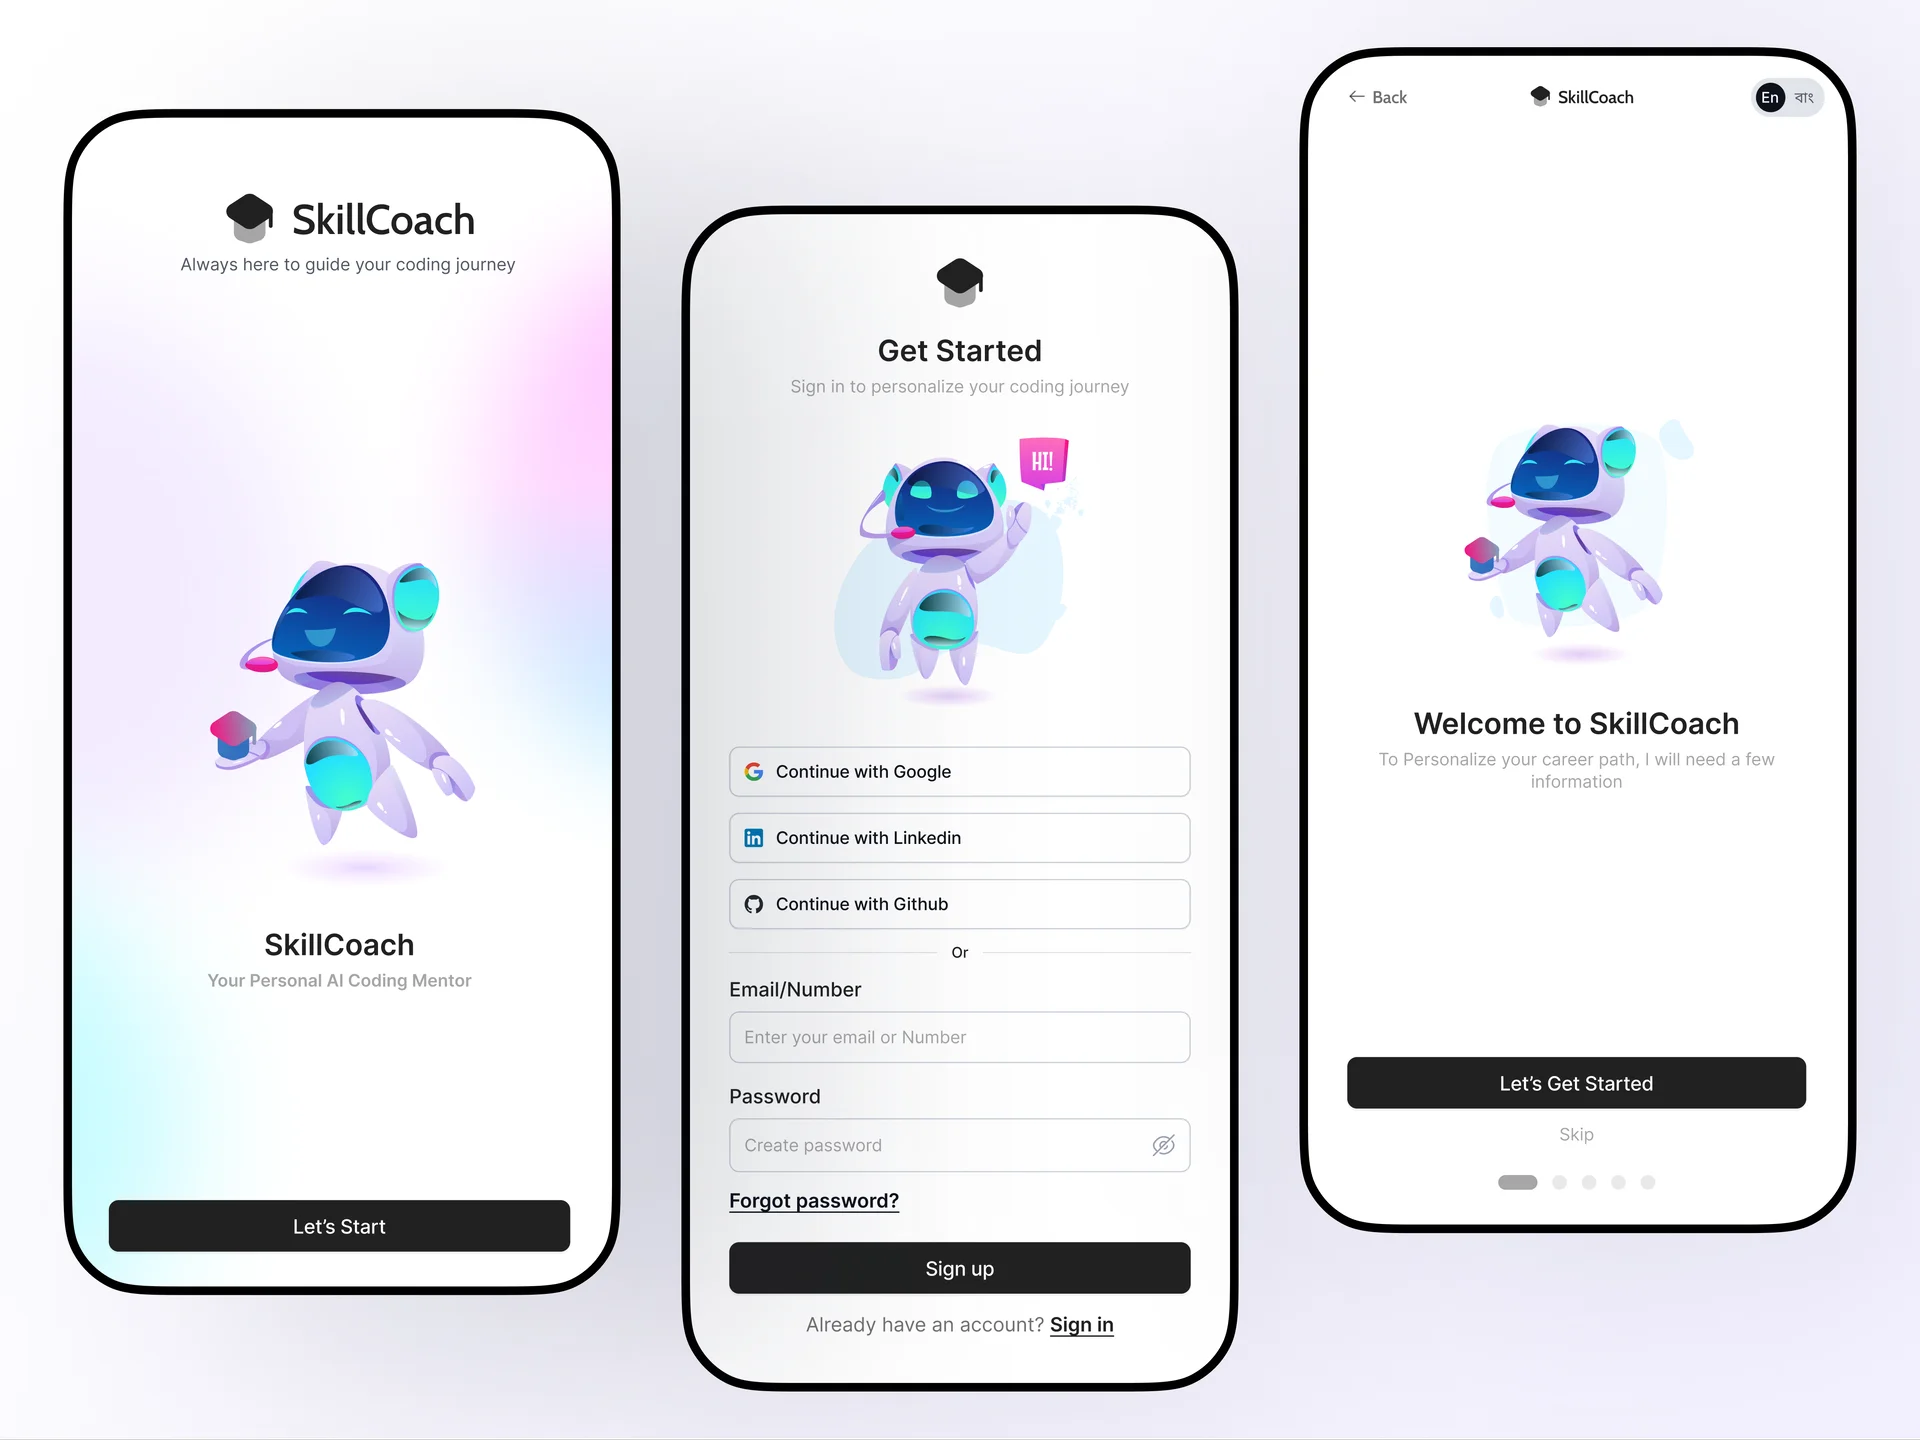 SkillCoach
Always here to guide your coding journey
SkillCoach
Your Personal AI Coding Mentor
Let's Start
Get Started
Sign in to personalize your coding journey
HI!
Continue with Google
in Continue with Linkedin
Continue with Github
Or
Email/Number
Enter your email or Number
Password
Create password
Forgot password?
Sign up
Already have an account? Sign in
← Back
SkillCoach
En বাং
Welcome to SkillCoach
To Personalize your career path, I will need a few
information
Let's Get Started
Skip